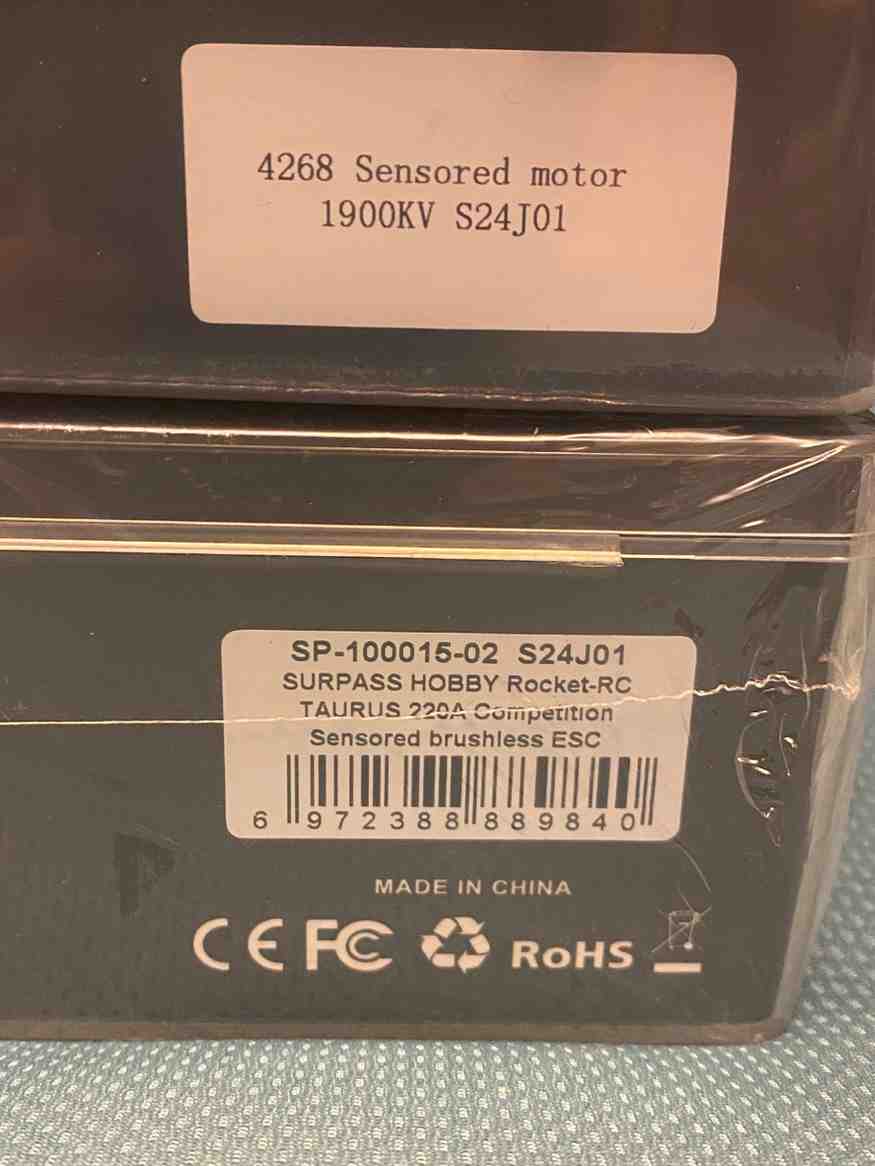 4268 Sensored motor
1900KV S24J01
SP-100015-02 S24J01
SURPASS HOBBY Rocket-RC
TAURUS 220A Competition
Sensored brushless ESC
6 972388 889840
MADE IN CHINA
CE FC RoHS